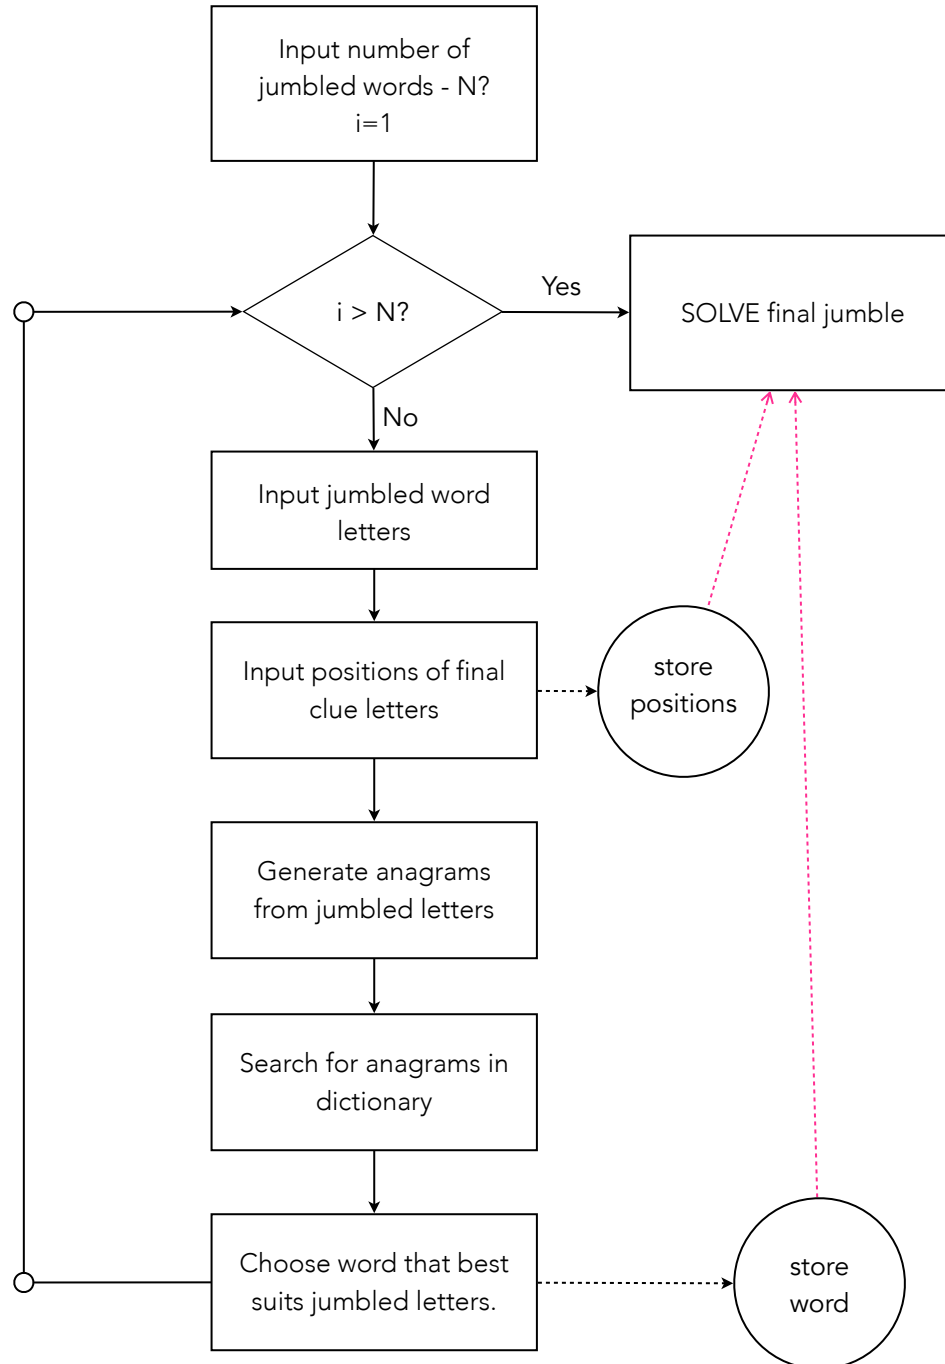 Input number of
jumbled words - N?
i=1
i > N?
Yes
SOLVE final jumble
No
Input jumbled word
letters
Input positions of final
clue letters
store
positions
Generate anagrams
from jumbled letters
Search for anagrams in
dictionary
Choose word that best
suits jumbled letters.
store
word